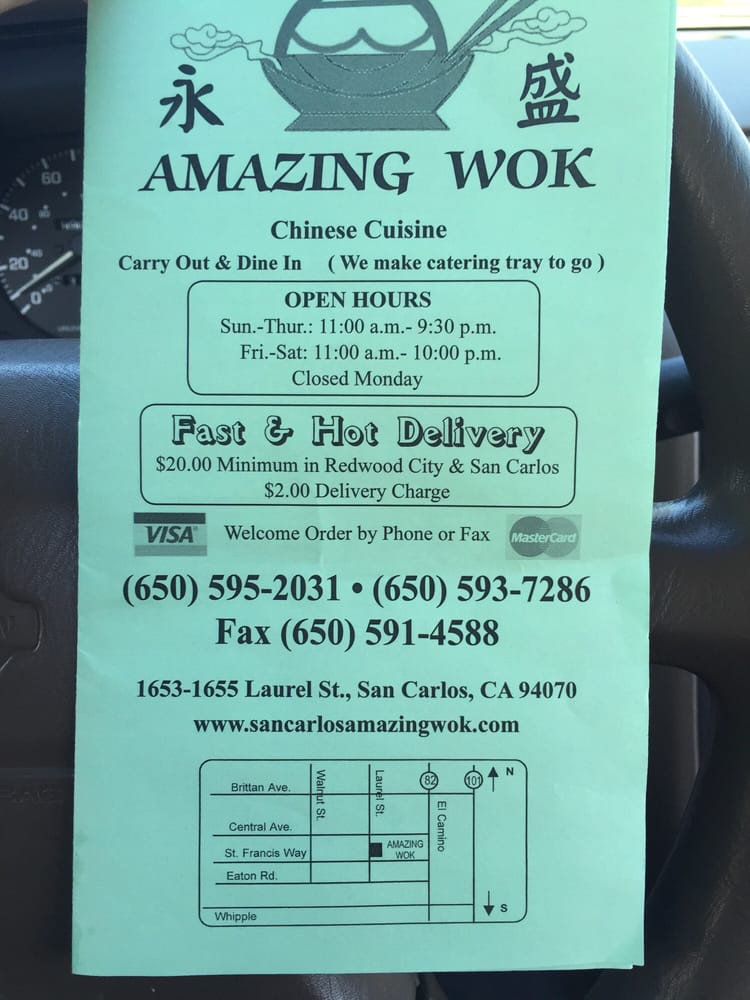 永 盛
AMAZING WOK
Chinese Cuisine
Carry Out & Dine In ( We make catering tray to go )
OPEN HOURS
Sun.-Thur.: 11:00 a.m.- 9:30 p.m.
Fri.-Sat: 11:00 a.m.- 10:00 p.m.
Closed Monday
Fast & Hot Delivery
$20.00 Minimum in Redwood City & San Carlos
$2.00 Delivery Charge
VISA Welcome Order by Phone or Fax MasterCard
(650) 595-2031 • (650) 593-7286
Fax (650) 591-4588
1653-1655 Laurel St., San Carlos, CA 94070
www.sancarlosamazingwok.com
82 101 N
Brittan Ave.
Walnut St.
Laurel St.
El Camino
Central Ave.
St. Francis Way
AMAZING
WOK
Eaton Rd.
Whipple
S
60
40
20
0